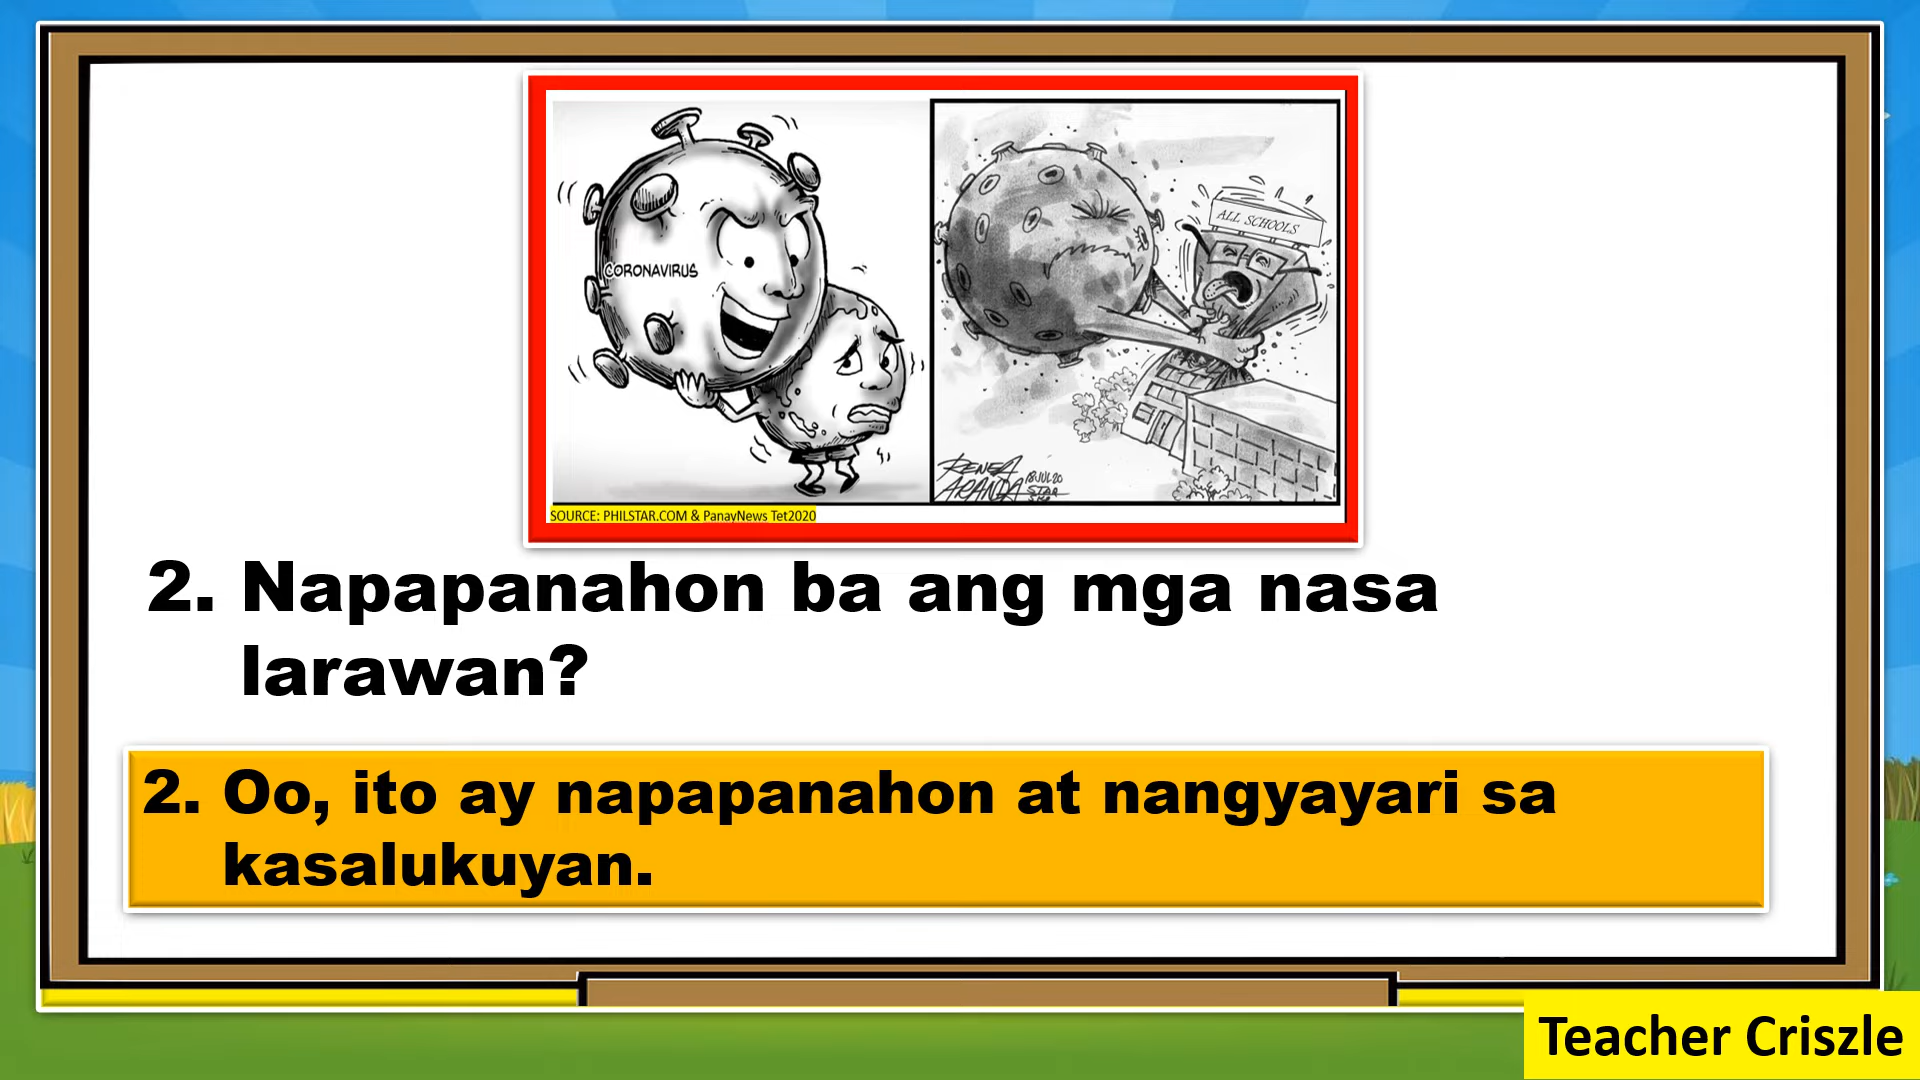 CORONAVIRUS
ALL SCHOOLS
SOURCE: PHILSTAR.COM & PanayNews Tet2020
2. Napapanahon ba ang mga nasa
larawan?
2. Oo, ito ay napapanahon at nangyayari sa
kasalukuyan.
Teacher Criszle